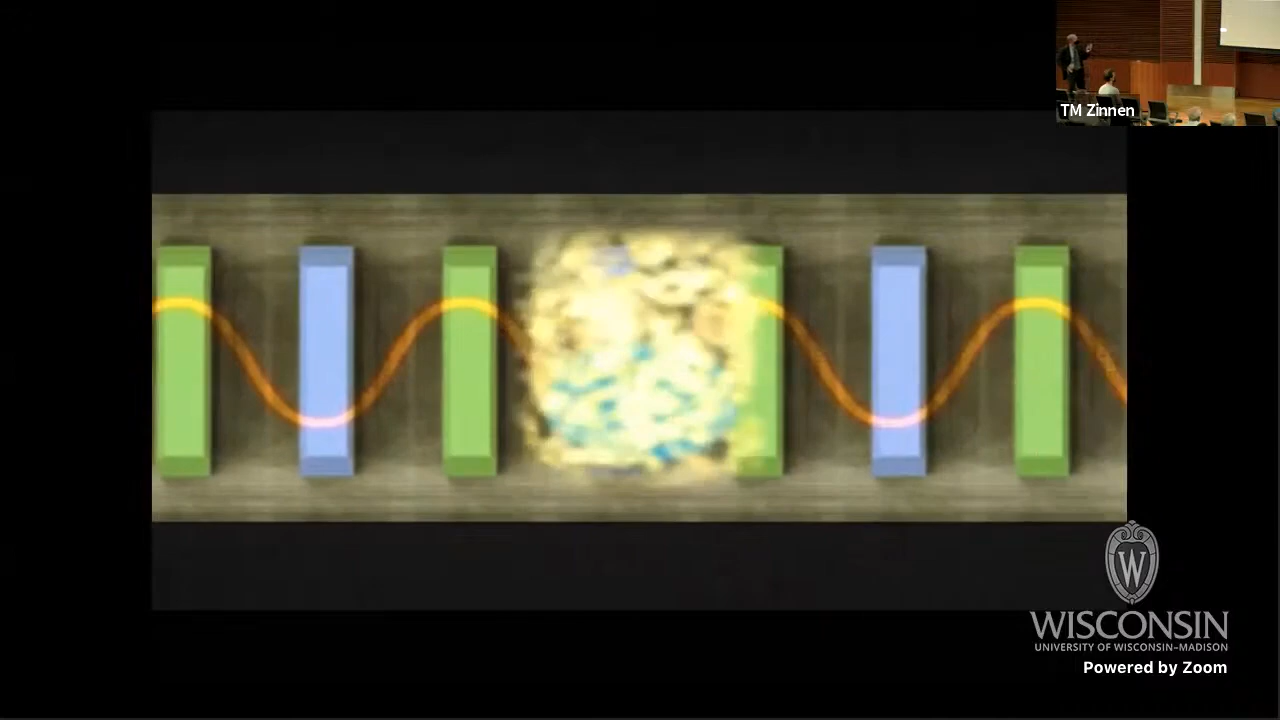 TM Zinnen
W
WISCONSIN
UNIVERSITY OF WISCONSIN–MADISON
Powered by Zoom